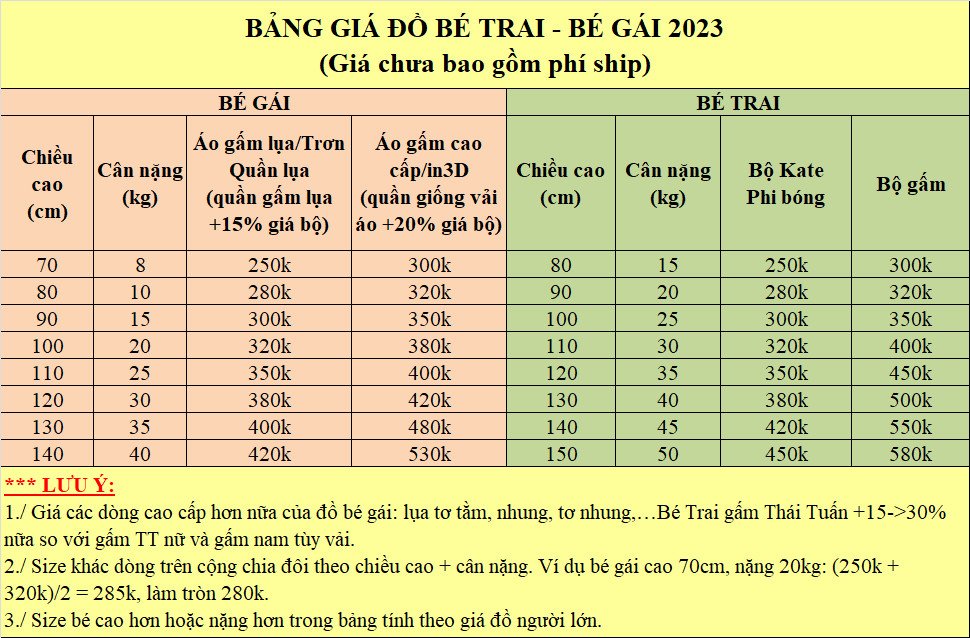 BẢNG GIÁ ĐỒ BÉ TRAI - BÉ GÁI 2023
(Giá chưa bao gồm phí ship)
BÉ GÁI BÉ TRAI
Chiều cao (cm) Cân nặng (kg) Áo gấm lụa/Trơn Quần lụa (quần gấm lụa +15% giá bộ) Áo gấm cao cấp/in3D (quần giống vải áo +20% giá bộ) Chiều cao (cm) Cân nặng (kg) Bộ Kate Phi bóng Bộ gấm
70 8 250k 300k 80 15 250k 300k
80 10 280k 320k 90 20 280k 320k
90 15 300k 350k 100 25 300k 350k
100 20 320k 380k 110 30 320k 400k
110 25 350k 400k 120 35 350k 450k
120 30 380k 420k 130 40 380k 500k
130 35 400k 480k 140 45 420k 550k
140 40 420k 530k 150 50 450k 580k
*** LƯU Ý:
1./ Giá các dòng cao cấp hơn nữa của đồ bé gái: lụa tơ tằm, nhung, tơ nhung,…Bé Trai gấm Thái Tuấn +15->30%
nữa so với gấm TT nữ và gấm nam tùy vải.
2./ Size khác dòng trên cộng chia đôi theo chiều cao + cân nặng. Ví dụ bé gái cao 70cm, nặng 20kg: (250k +
320k)/2 = 285k, làm tròn 280k.
3./ Size bé cao hơn hoặc nặng hơn trong bảng tính theo giá đồ người lớn.